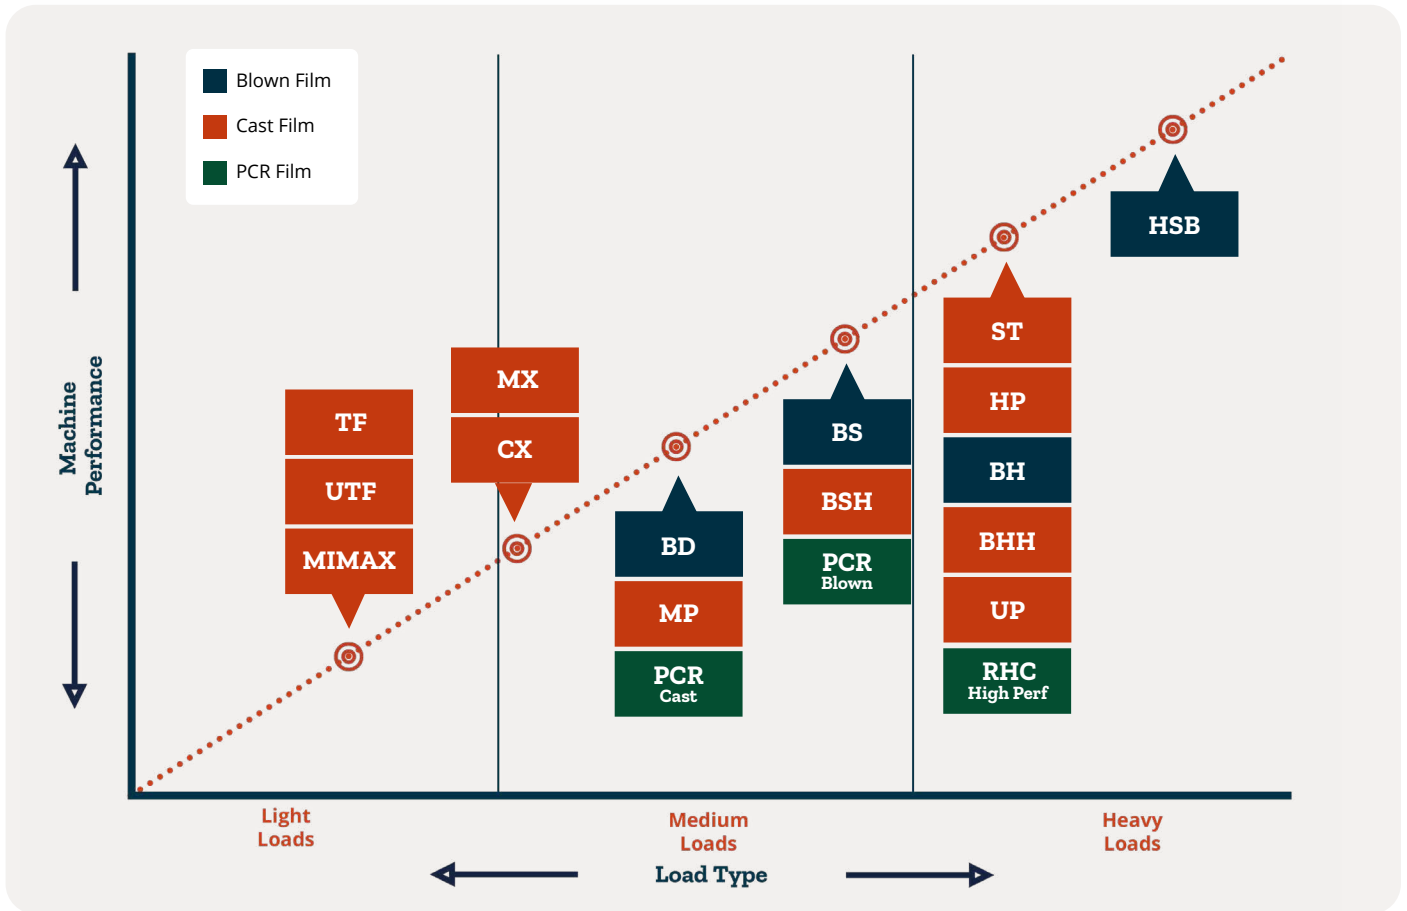 Blown Film
Cast Film
PCR Film
Machine
Performance
TF
UTF
MIMAX
MX
CX
BD
MP
PCR
Cast
BS
BSH
PCR
Blown
ST
HP
BH
BHH
UP
RHC
High Perf
HSB
Light
Loads
Medium
Loads
Heavy
Loads
Load Type